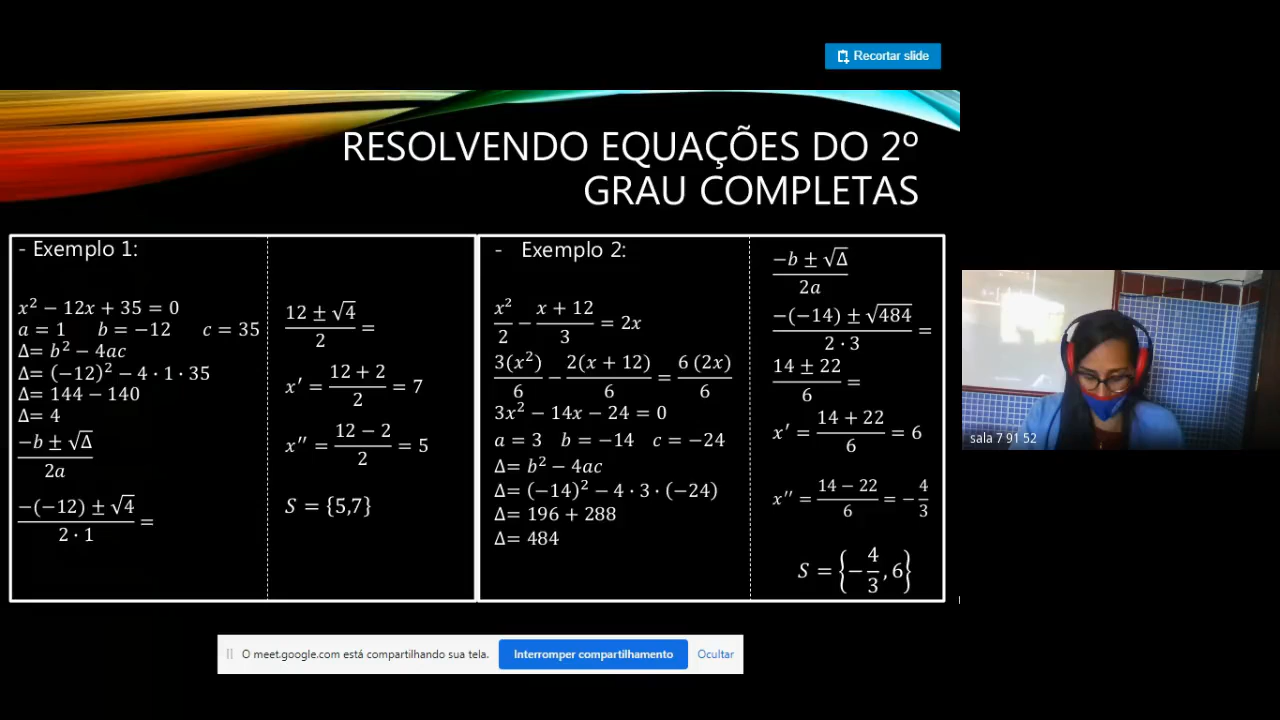 Recortar slide
RESOLVENDO EQUAÇÕES DO 2º
GRAU COMPLETAS
- Exemplo 1:
x² − 12x + 35 = 0
a = 1 b = −12 c = 35
Δ= b² − 4ac
Δ= (−12)² − 4 · 1 · 35
Δ= 144 − 140
Δ= 4
−b ± √Δ
2a
−(−12) ± √4
2 · 1
=
12 ± √4
2
=
x′ = 12 + 2
2
= 7
x′′ = 12 − 2
2
= 5
S = {5,7}
- Exemplo 2:
x²/2 − (x + 12)/3 = 2x
3(x²)/6 − 2(x + 12)/6 = 6 (2x)/6
3x² − 14x − 24 = 0
a = 3 b = −14 c = −24
Δ= b² − 4ac
Δ= (−14)² − 4 · 3 · (−24)
Δ= 196 + 288
Δ= 484
−b ± √Δ
2a
−(−14) ± √484
2 · 3
=
14 ± 22
6
=
x′ = 14 + 22
6
= 6
x′′ = 14 − 22
6
= −4/3
S = {−4/3, 6}
sala 7 91 52
O meet.google.com está compartilhando sua tela.
Interromper compartilhamento
Ocultar